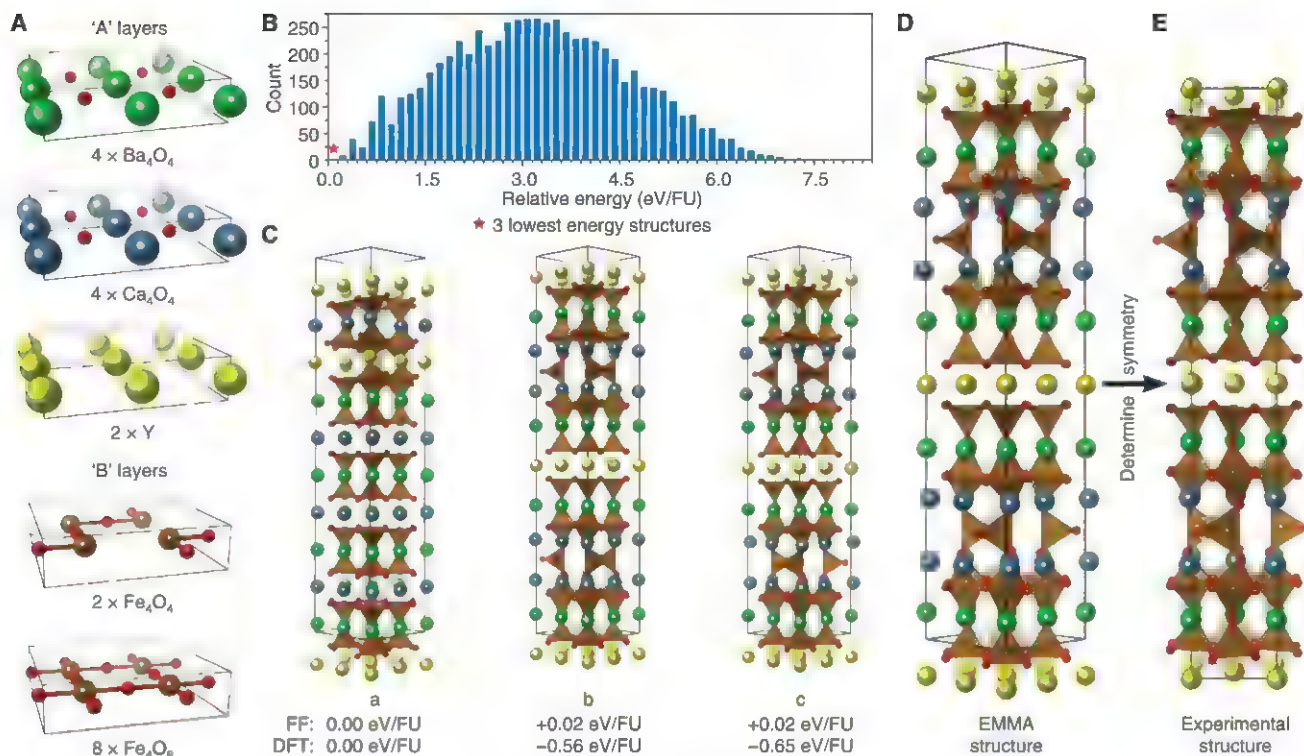 A
'A' layers
4 × Ba₄O₄
4 × Ca₄O₄
2 × Y
'B' layers
2 × Fe₄O₄
8 × Fe₄O₈
B
Count
250
200
150
100
50
0
0.0 1.5 3.0 4.5 6.0 7.5
Relative energy (eV/FU)
★ 3 lowest energy structures
C
a b c
FF: 0.00 eV/FU +0.02 eV/FU +0.02 eV/FU
DFT: 0.00 eV/FU −0.56 eV/FU −0.65 eV/FU
D
EMMA
structure
Determine symmetry
E
Experimental
structure